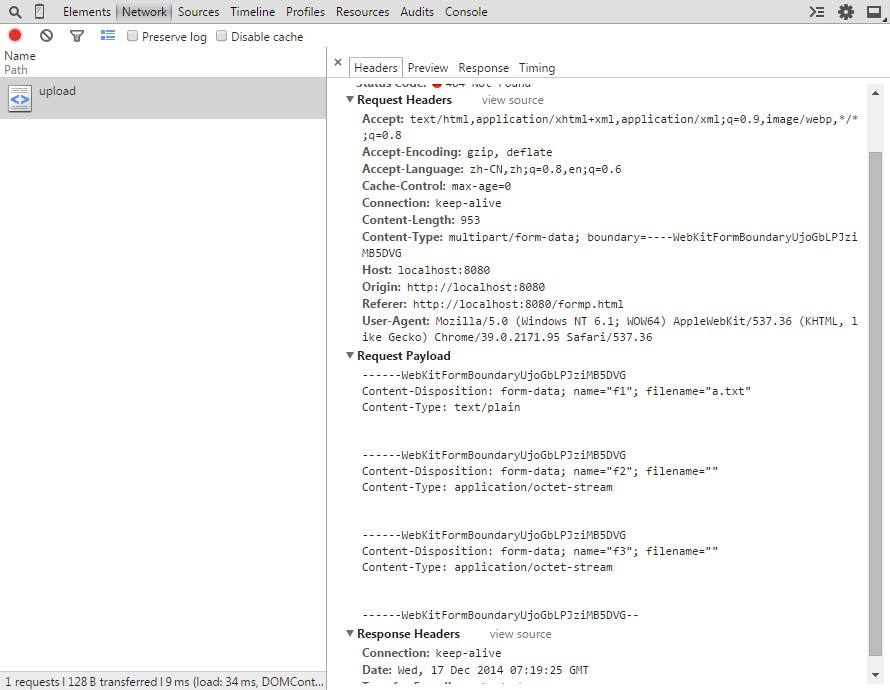 Elements Network Sources Timeline Profiles Resources Audits Console
Preserve log Disable cache
Name
Path
upload
× Headers Preview Response Timing
Status Code: 404 Not Found
Request Headers view source
Accept: text/html,application/xhtml+xml,application/xml;q=0.9,image/webp,*/*
;q=0.8
Accept-Encoding: gzip, deflate
Accept-Language: zh-CN,zh;q=0.8,en;q=0.6
Cache-Control: max-age=0
Connection: keep-alive
Content-Length: 953
Content-Type: multipart/form-data; boundary=----WebKitFormBoundaryUjoGbLPJzi
MB5DVG
Host: localhost:8080
Origin: http://localhost:8080
Referer: http://localhost:8080/formp.html
User-Agent: Mozilla/5.0 (Windows NT 6.1; WOW64) AppleWebKit/537.36 (KHTML, l
ike Gecko) Chrome/39.0.2171.95 Safari/537.36
Request Payload
------WebKitFormBoundaryUjoGbLPJziMB5DVG
Content-Disposition: form-data; name="f1"; filename="a.txt"
Content-Type: text/plain
------WebKitFormBoundaryUjoGbLPJziMB5DVG
Content-Disposition: form-data; name="f2"; filename=""
Content-Type: application/octet-stream
------WebKitFormBoundaryUjoGbLPJziMB5DVG
Content-Disposition: form-data; name="f3"; filename=""
Content-Type: application/octet-stream
------WebKitFormBoundaryUjoGbLPJziMB5DVG--
Response Headers view source
Connection: keep-alive
Date: Wed, 17 Dec 2014 07:19:25 GMT
1 requests | 128 B transferred | 9 ms (load: 34 ms, DOMCont...